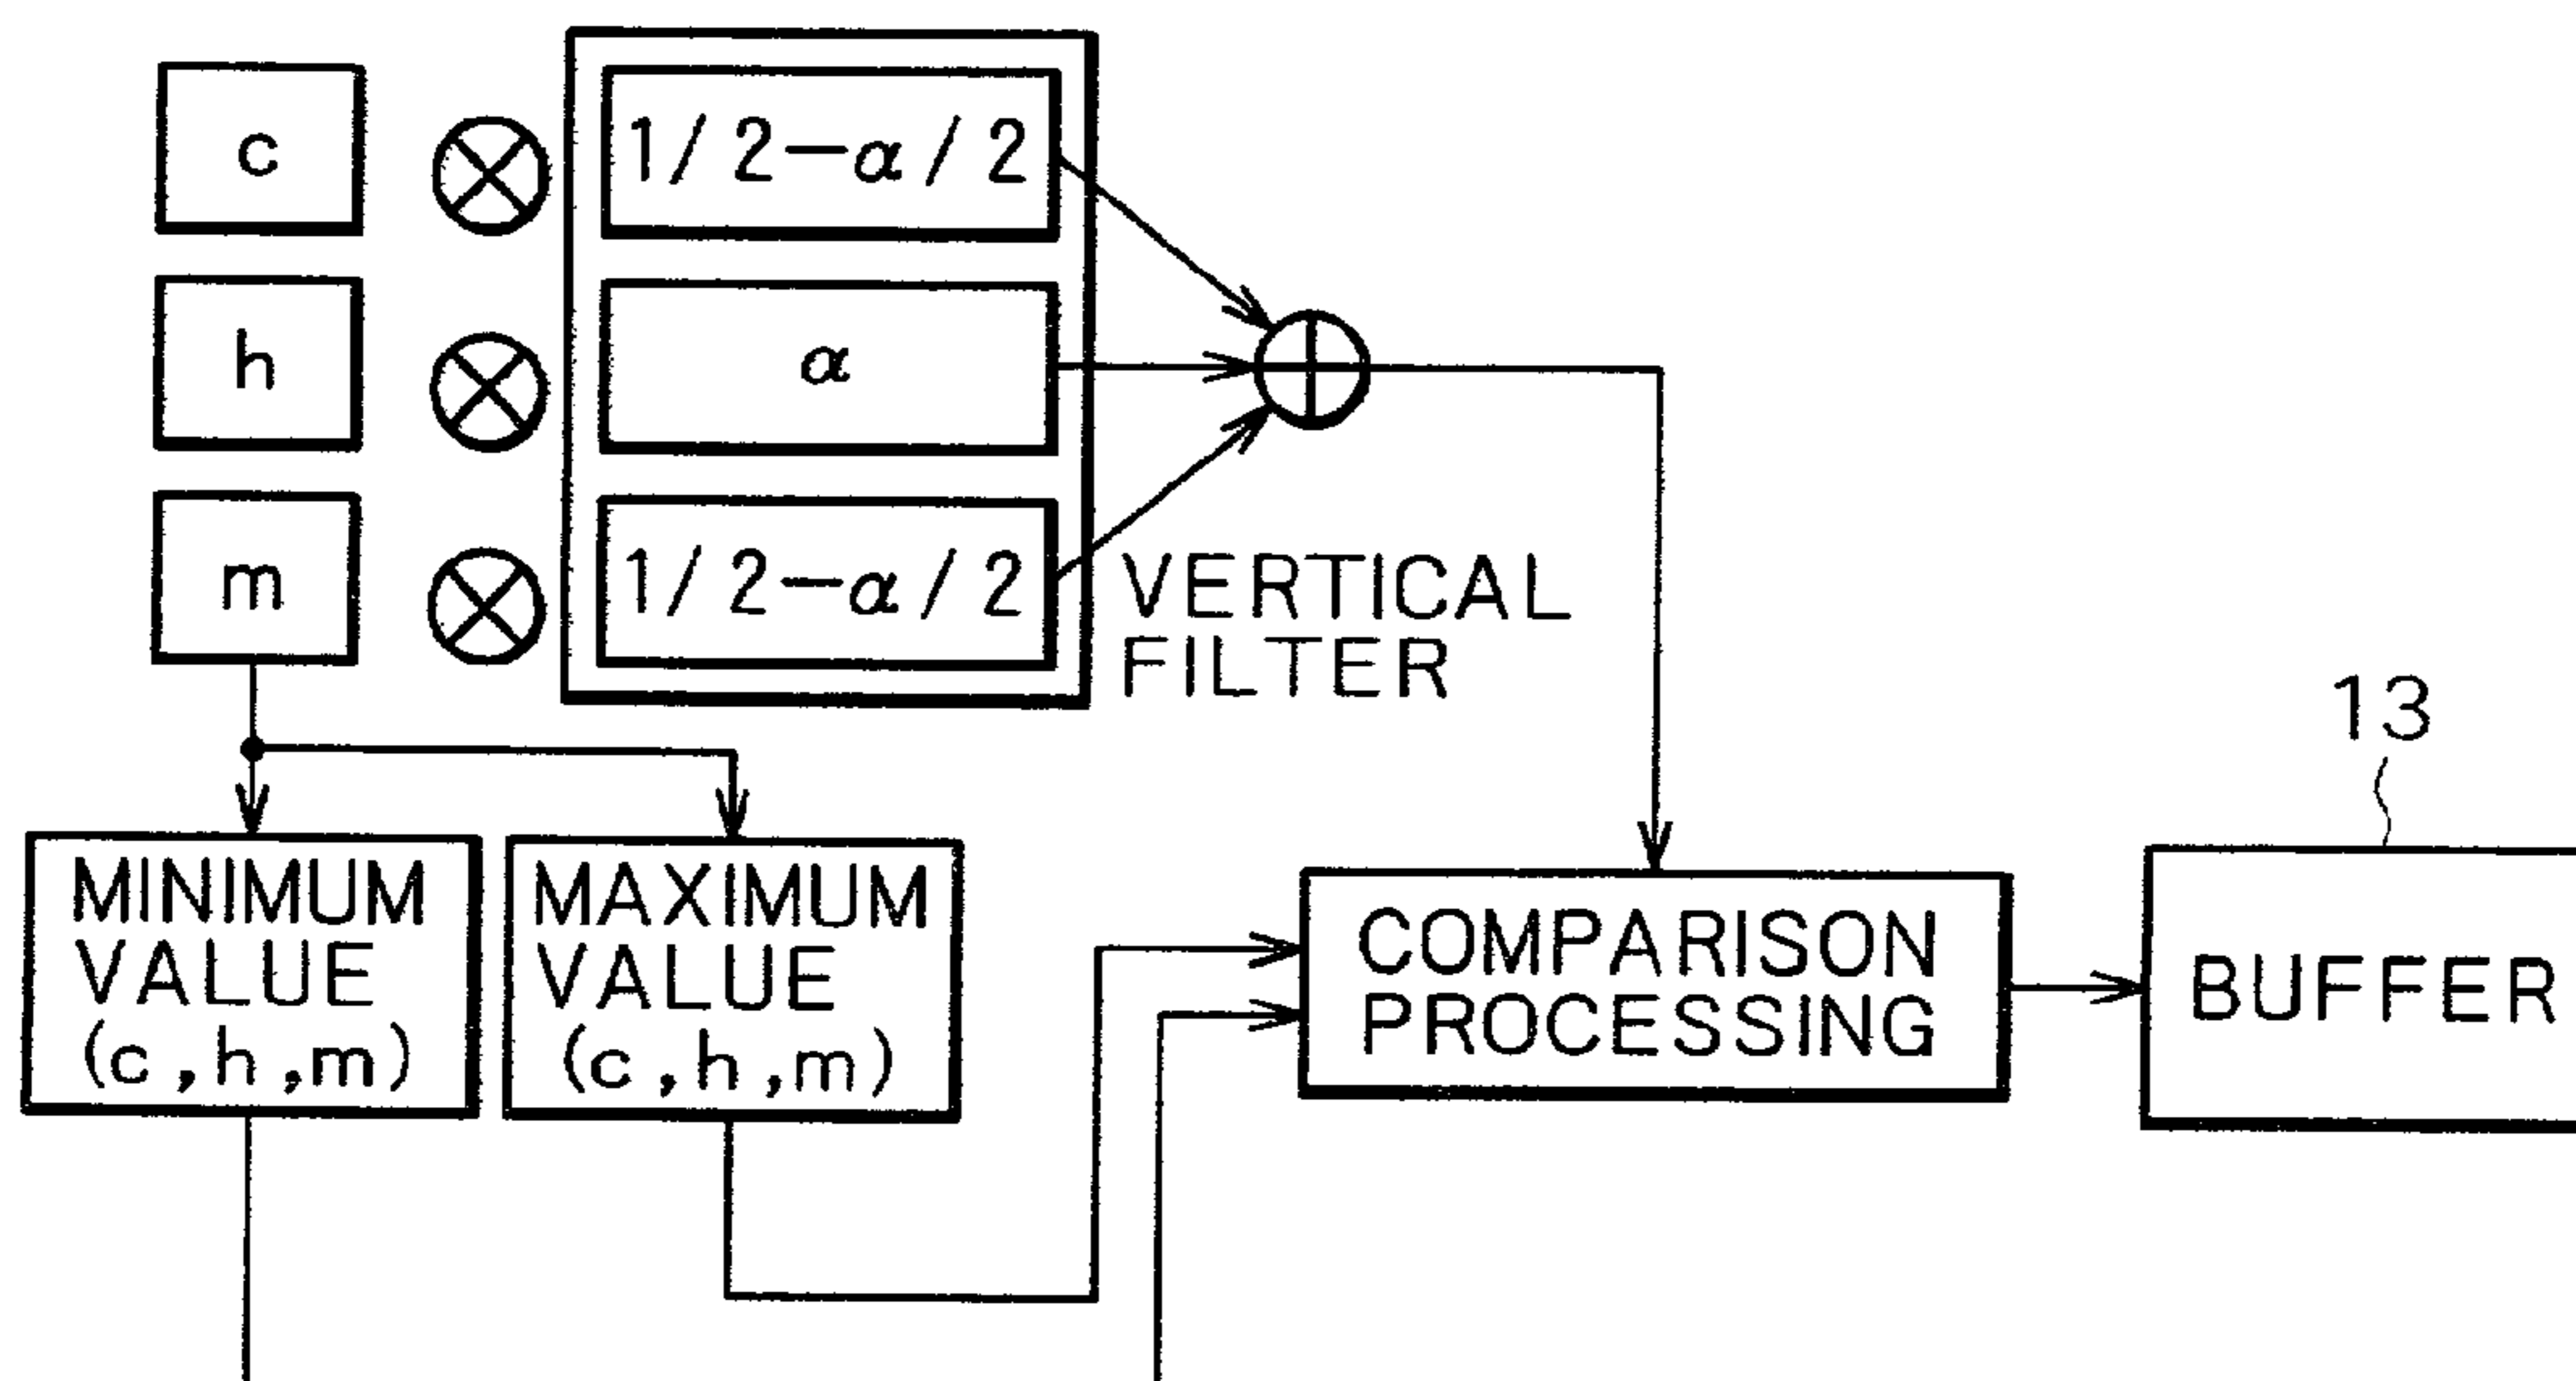 c
1/2-α/2
h
α
m
1/2-α/2
VERTICAL
FILTER
13
MINIMUM
VALUE
(c,h,m)
MAXIMUM
VALUE
(c,h,m)
COMPARISON
PROCESSING
BUFFER